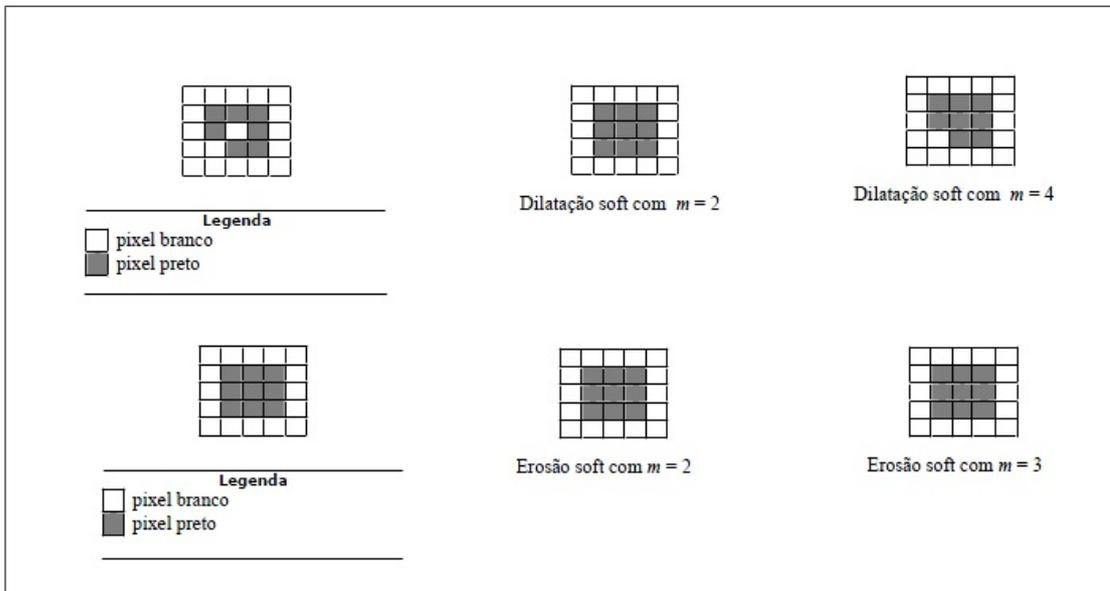 Dilatação soft com m = 2
Dilatação soft com m = 4
Legenda
pixel branco
pixel preto
Erosão soft com m = 2
Erosão soft com m = 3
Legenda
pixel branco
pixel preto